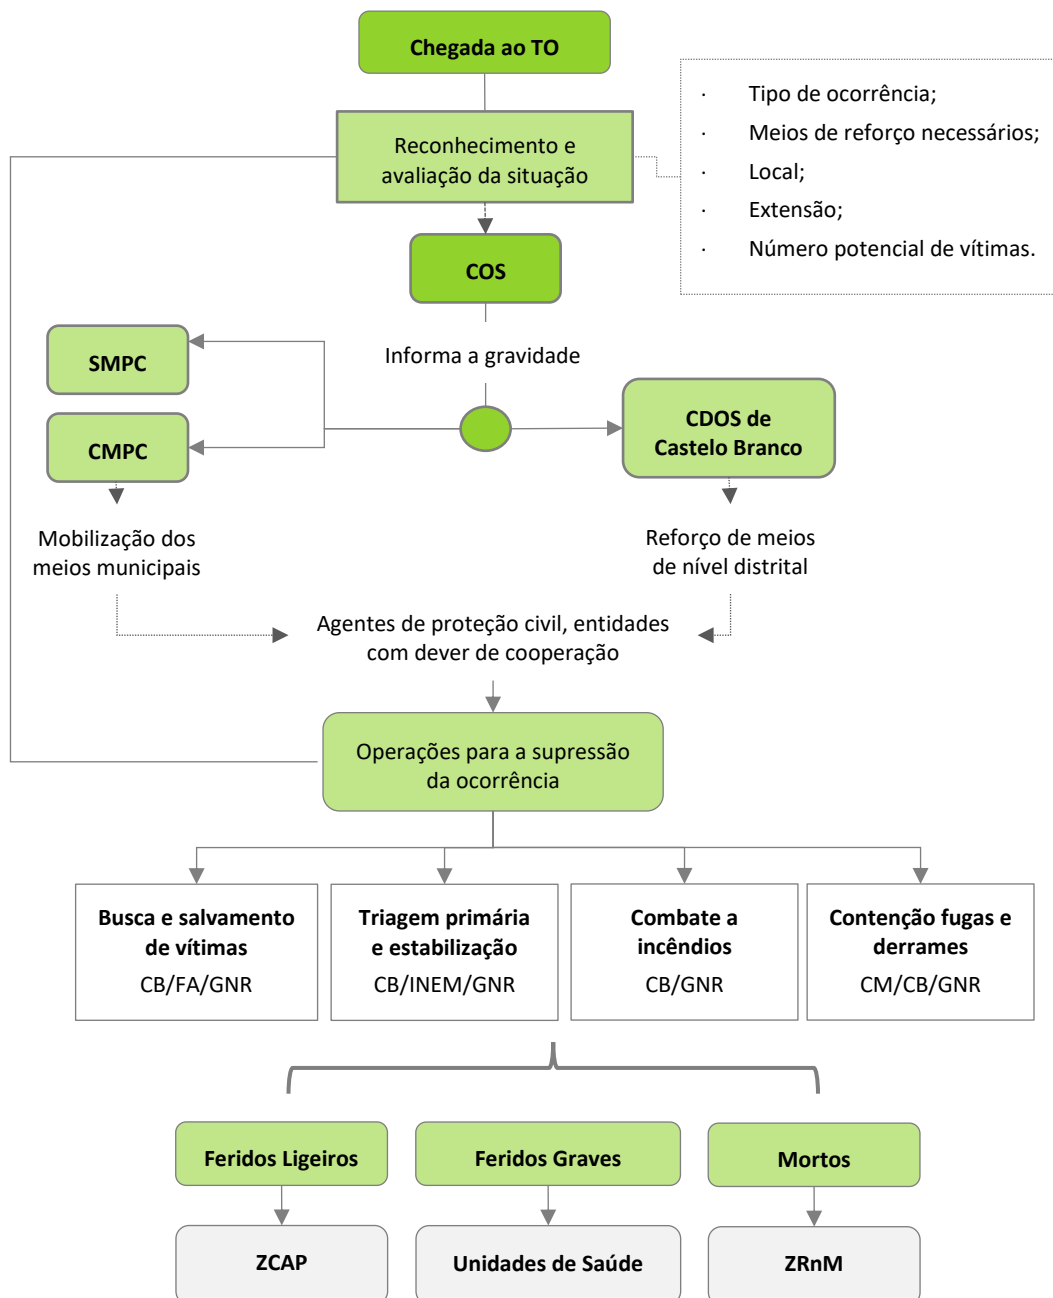 Chegada ao TO
Reconhecimento e
avaliação da situação
· Tipo de ocorrência;
· Meios de reforço necessários;
· Local;
· Extensão;
· Número potencial de vítimas.
COS
Informa a gravidade
SMPC
CMPC
CDOS de
Castelo Branco
Mobilização dos
meios municipais
Reforço de meios
de nível distrital
Agentes de proteção civil, entidades
com dever de cooperação
Operações para a supressão
da ocorrência
Busca e salvamento
de vítimas
CB/FA/GNR
Triagem primária
e estabilização
CB/INEM/GNR
Combate a
incêndios
CB/GNR
Contenção fugas e
derrames
CM/CB/GNR
Feridos Ligeiros
Feridos Graves
Mortos
ZCAP
Unidades de Saúde
ZRnM